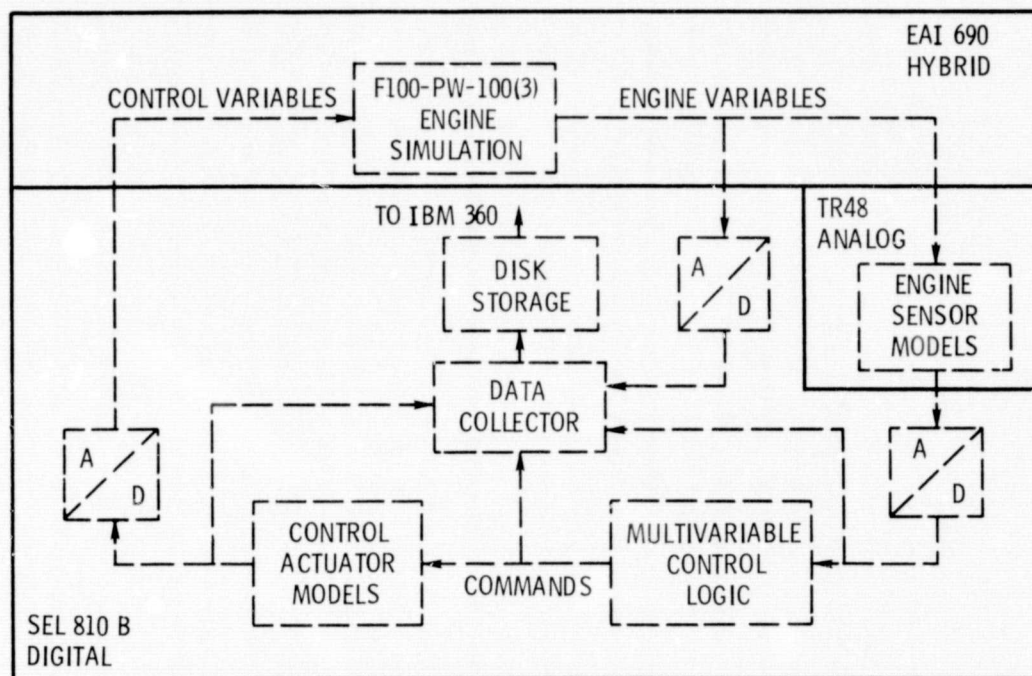 EAI 690
HYBRID
CONTROL VARIABLES
F100-PW-100(3)
ENGINE
SIMULATION
ENGINE VARIABLES
TO IBM 360
TR48
ANALOG
A
D
DISK
STORAGE
ENGINE
SENSOR
MODELS
DATA
COLLECTOR
A
D
A
D
CONTROL
ACTUATOR
MODELS
COMMANDS
MULTIVARIABLE
CONTROL
LOGIC
SEL 810 B
DIGITAL